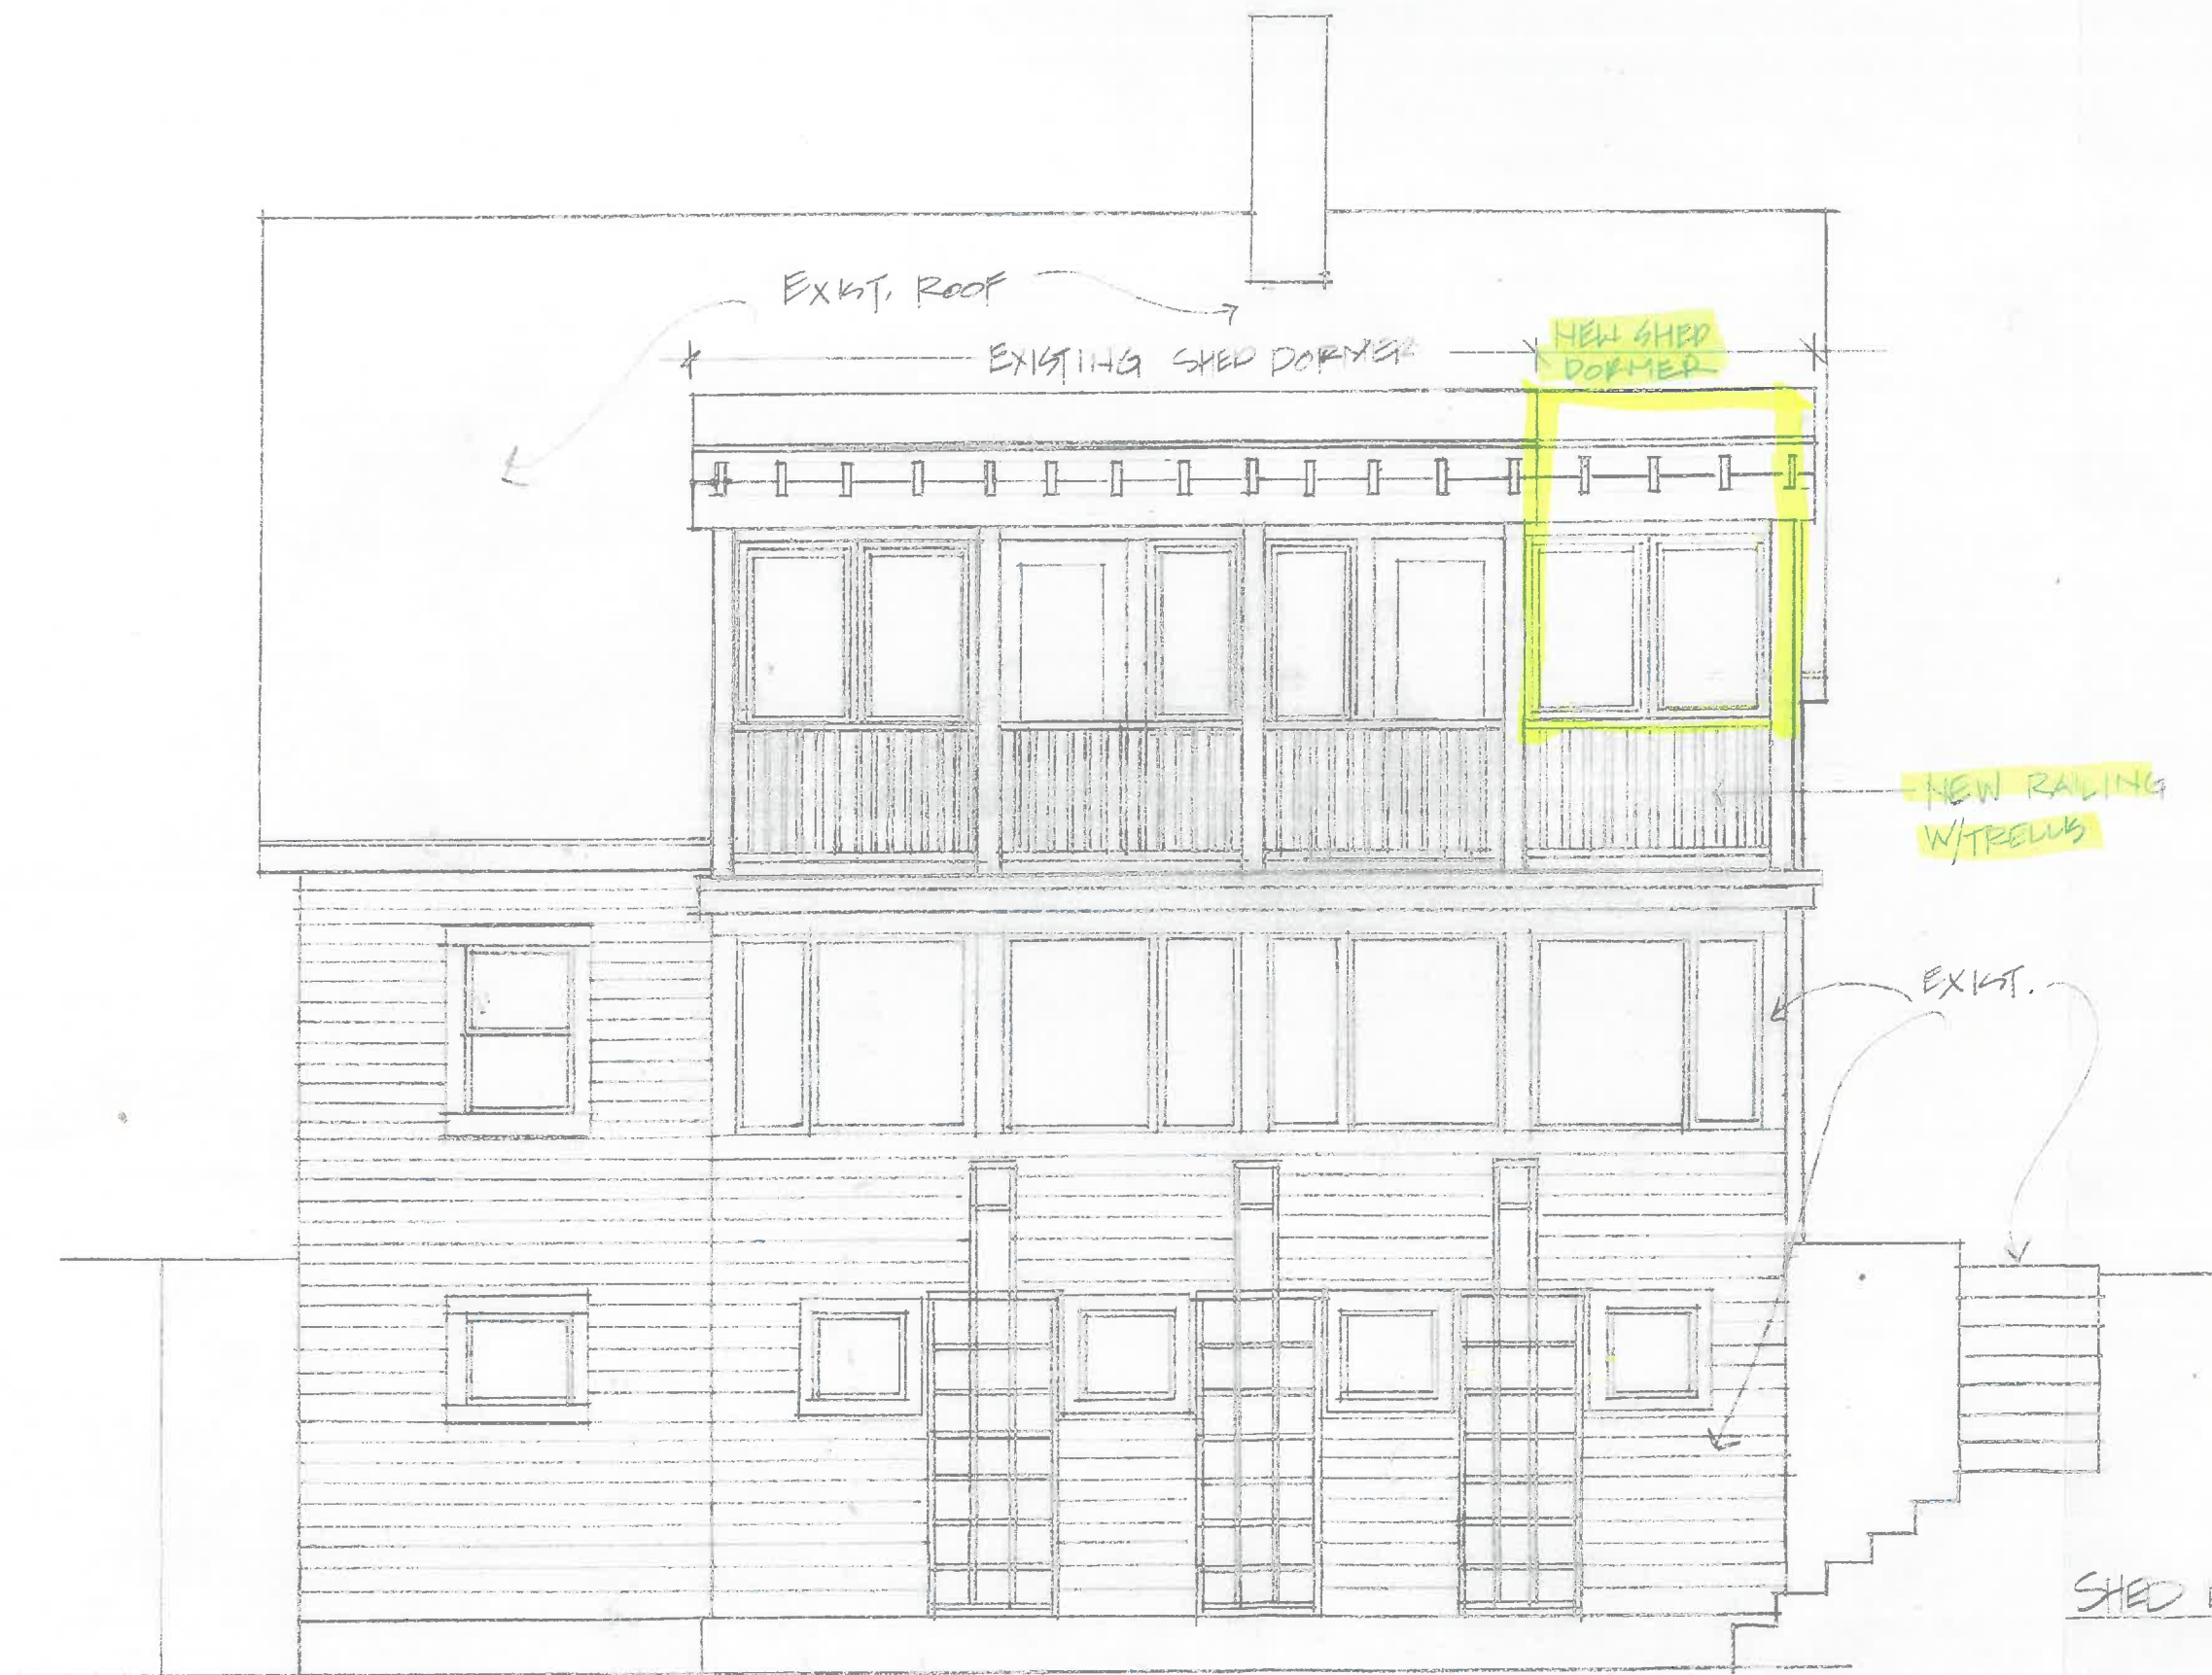 EXIST. ROOF
EXISTING SHED DORMER
NEW SHED
DORMER
NEW RAILING
W/TRELLIS
EXIST.
SHED